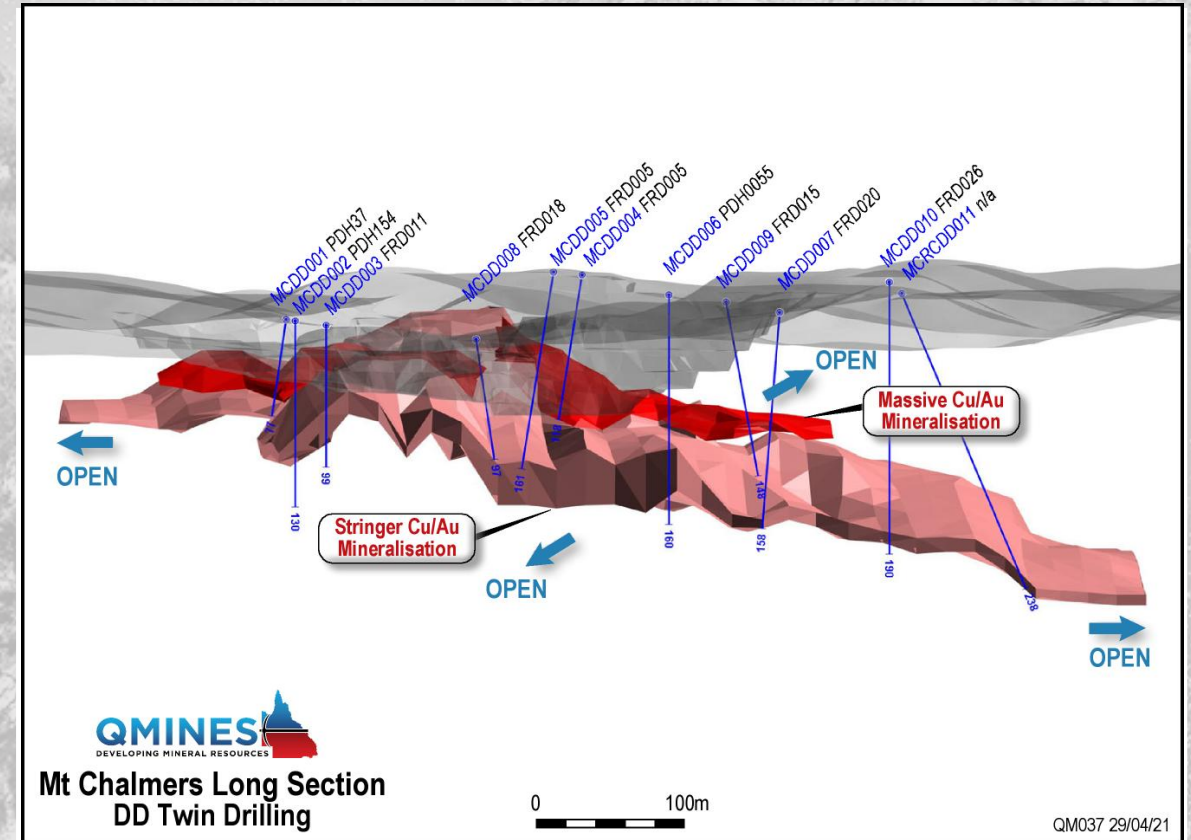 MCDD001 PDH37
MCDD002 PDH154
MCDD003 FRD011
MCDD008 FRD018
MCDD005 FRD005
MCDD004 FRD005
MCDD006 PDH0055
MCDD009 FRD015
MCDD007 FRD020
MCDD010 FRD026
MCRCDD011 n/a
OPEN
Massive Cu/Au
Mineralisation
OPEN
77
99
130
97
161
148
158
160
190
238
Stringer Cu/Au
Mineralisation
OPEN
OPEN
QMINES
DEVELOPING MINERAL RESOURCES
Mt Chalmers Long Section
DD Twin Drilling
0 100m
QM037 29/04/21